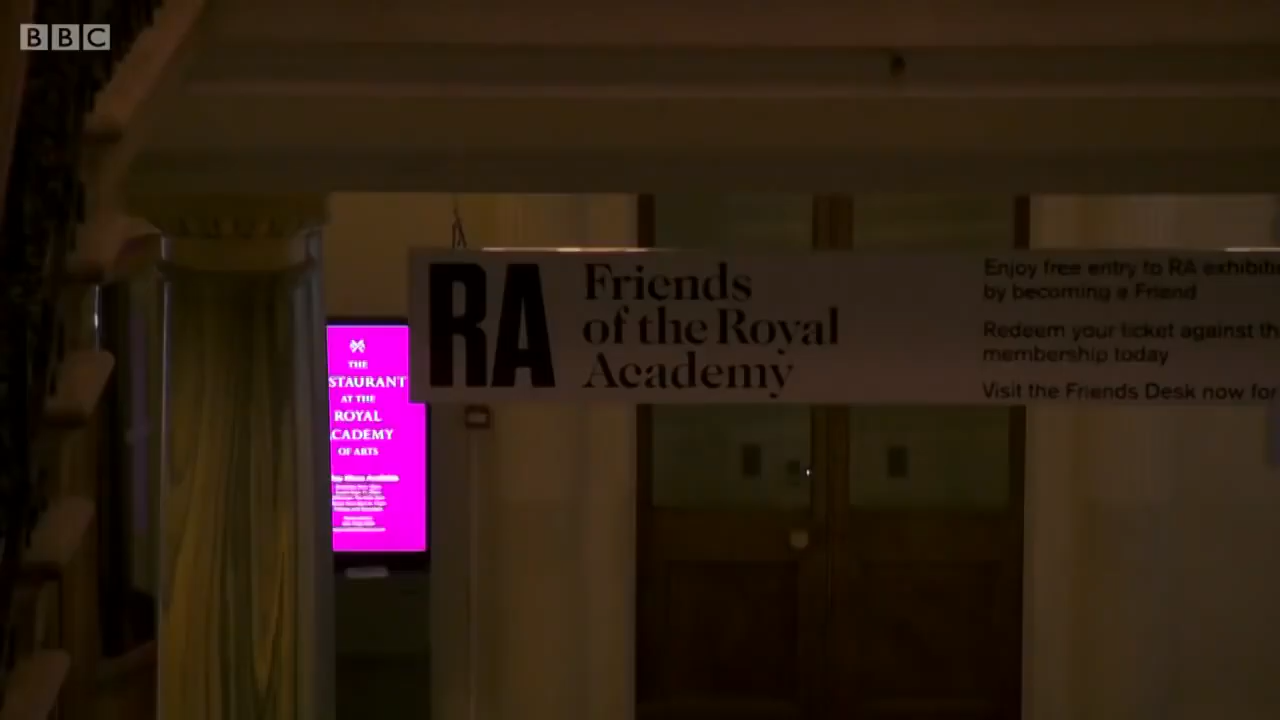 BBC
RA
Friends
of the Royal
Academy
Enjoy free entry to RA
by becoming a Friend
Redeem your ticket against
membership today
Visit the Friends Desk now for
THE
STAURANT
AT THE
ROYAL
CADEMY
OF ARTS